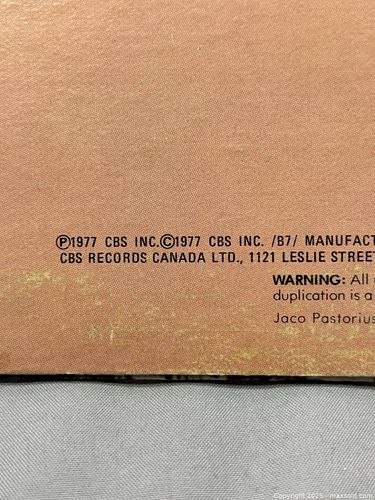 Ⓟ1977 CBS INC.©1977 CBS INC. /B7/ MANUFACT
CBS RECORDS CANADA LTD., 1121 LESLIE STREET
WARNING: All
duplication is a
Jaco Pastorius
Copyright 2025 - maxsold.com